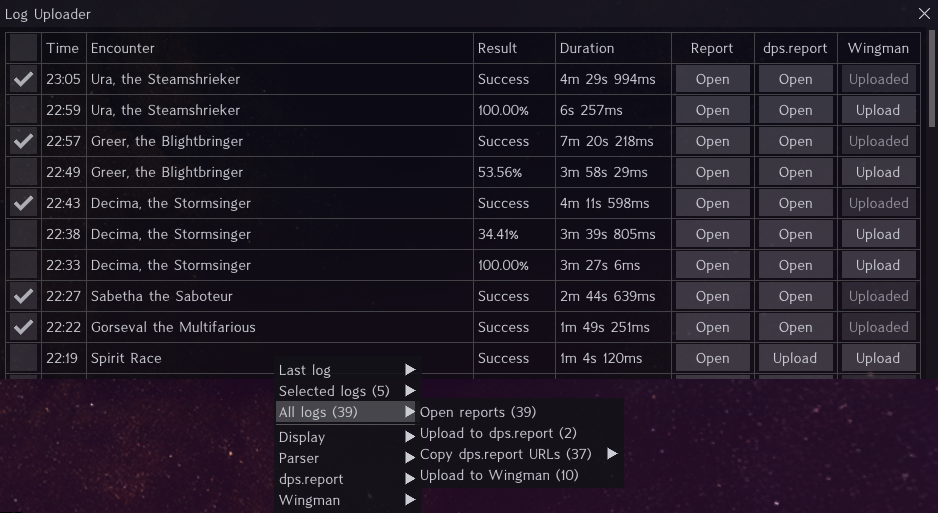 Log Uploader
Time Encounter Result Duration Report dps.report Wingman
23:05 Ura, the Steamshrieker Success 4m 29s 994ms Open Open Uploaded
22:59 Ura, the Steamshrieker 100.00% 6s 257ms Open Open Upload
22:57 Greer, the Blightbringer Success 7m 20s 218ms Open Open Uploaded
22:49 Greer, the Blightbringer 53.56% 3m 58s 29ms Open Open Upload
22:43 Decima, the Stormsinger Success 4m 11s 598ms Open Open Uploaded
22:38 Decima, the Stormsinger 34.41% 3m 39s 805ms Open Open Upload
22:33 Decima, the Stormsinger 100.00% 3m 27s 6ms Open Open Upload
22:27 Sabetha the Saboteur Success 2m 44s 639ms Open Open Uploaded
22:22 Gorseval the Multifarious Success 1m 49s 251ms Open Open Uploaded
22:19 Spirit Race Success 1m 4s 120ms Open Upload Upload
Last log
Selected logs (5)
All logs (39)
Display
Parser
dps.report
Wingman
Open reports (39)
Upload to dps.report (2)
Copy dps.report URLs (37)
Upload to Wingman (10)